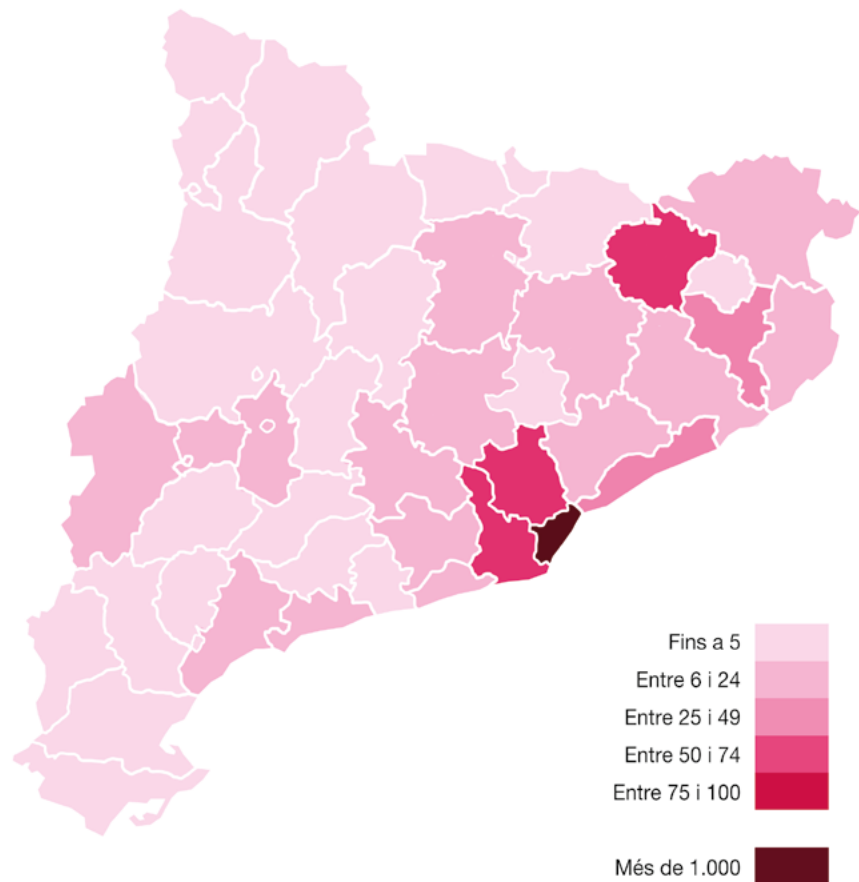 Fins a 5
Entre 6 i 24
Entre 25 i 49
Entre 50 i 74
Entre 75 i 100
Més de 1.000